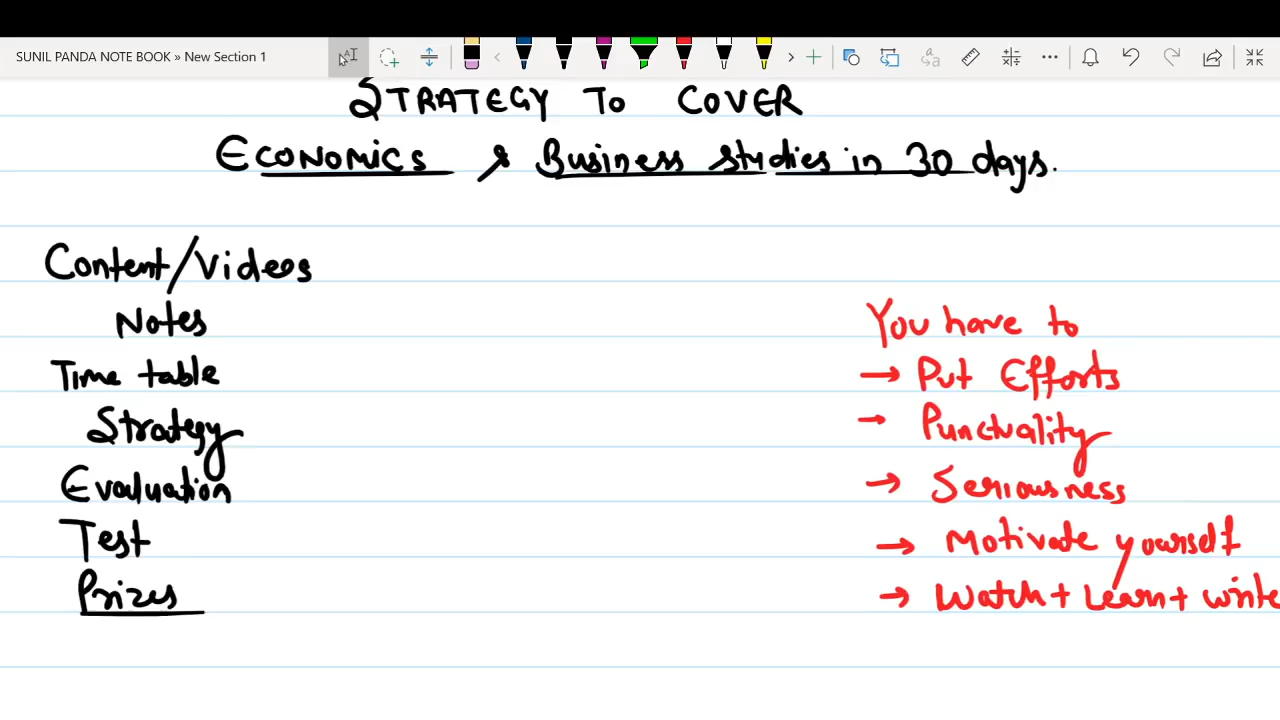 SUNIL PANDA NOTE BOOK » New Section 1
STRATEGY TO COVER
ECONOMICS & Business studies in 30 days.
Content/Videos
Notes
Time table
Strategy
Evaluation
Test
Prizes
You have to
→ Put Efforts
→ Punctuality
→ Seriousness
→ Motivate yourself
→ Watch + Learn + write